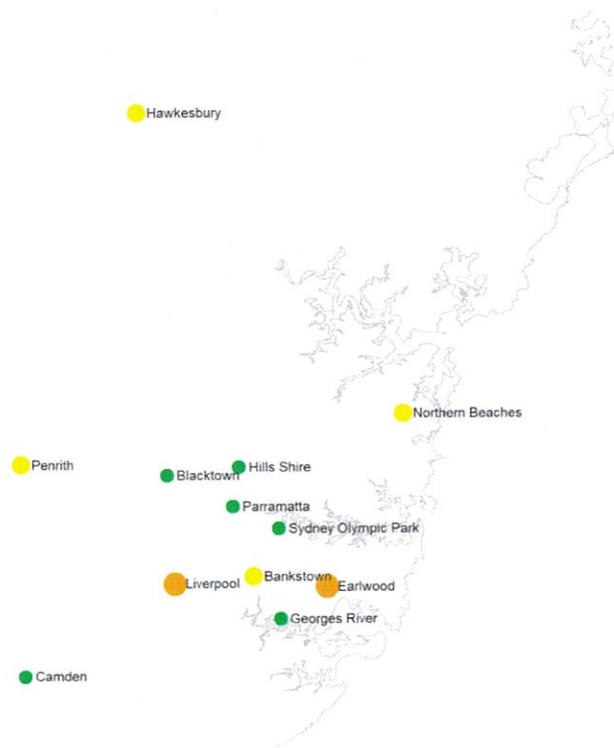 Hawkesbury
Northern Beaches
Penrith
Hills Shire
Blacktown
Parramatta
Sydney Olympic Park
Bankstown
Liverpool
Earlwood
Georges River
Camden